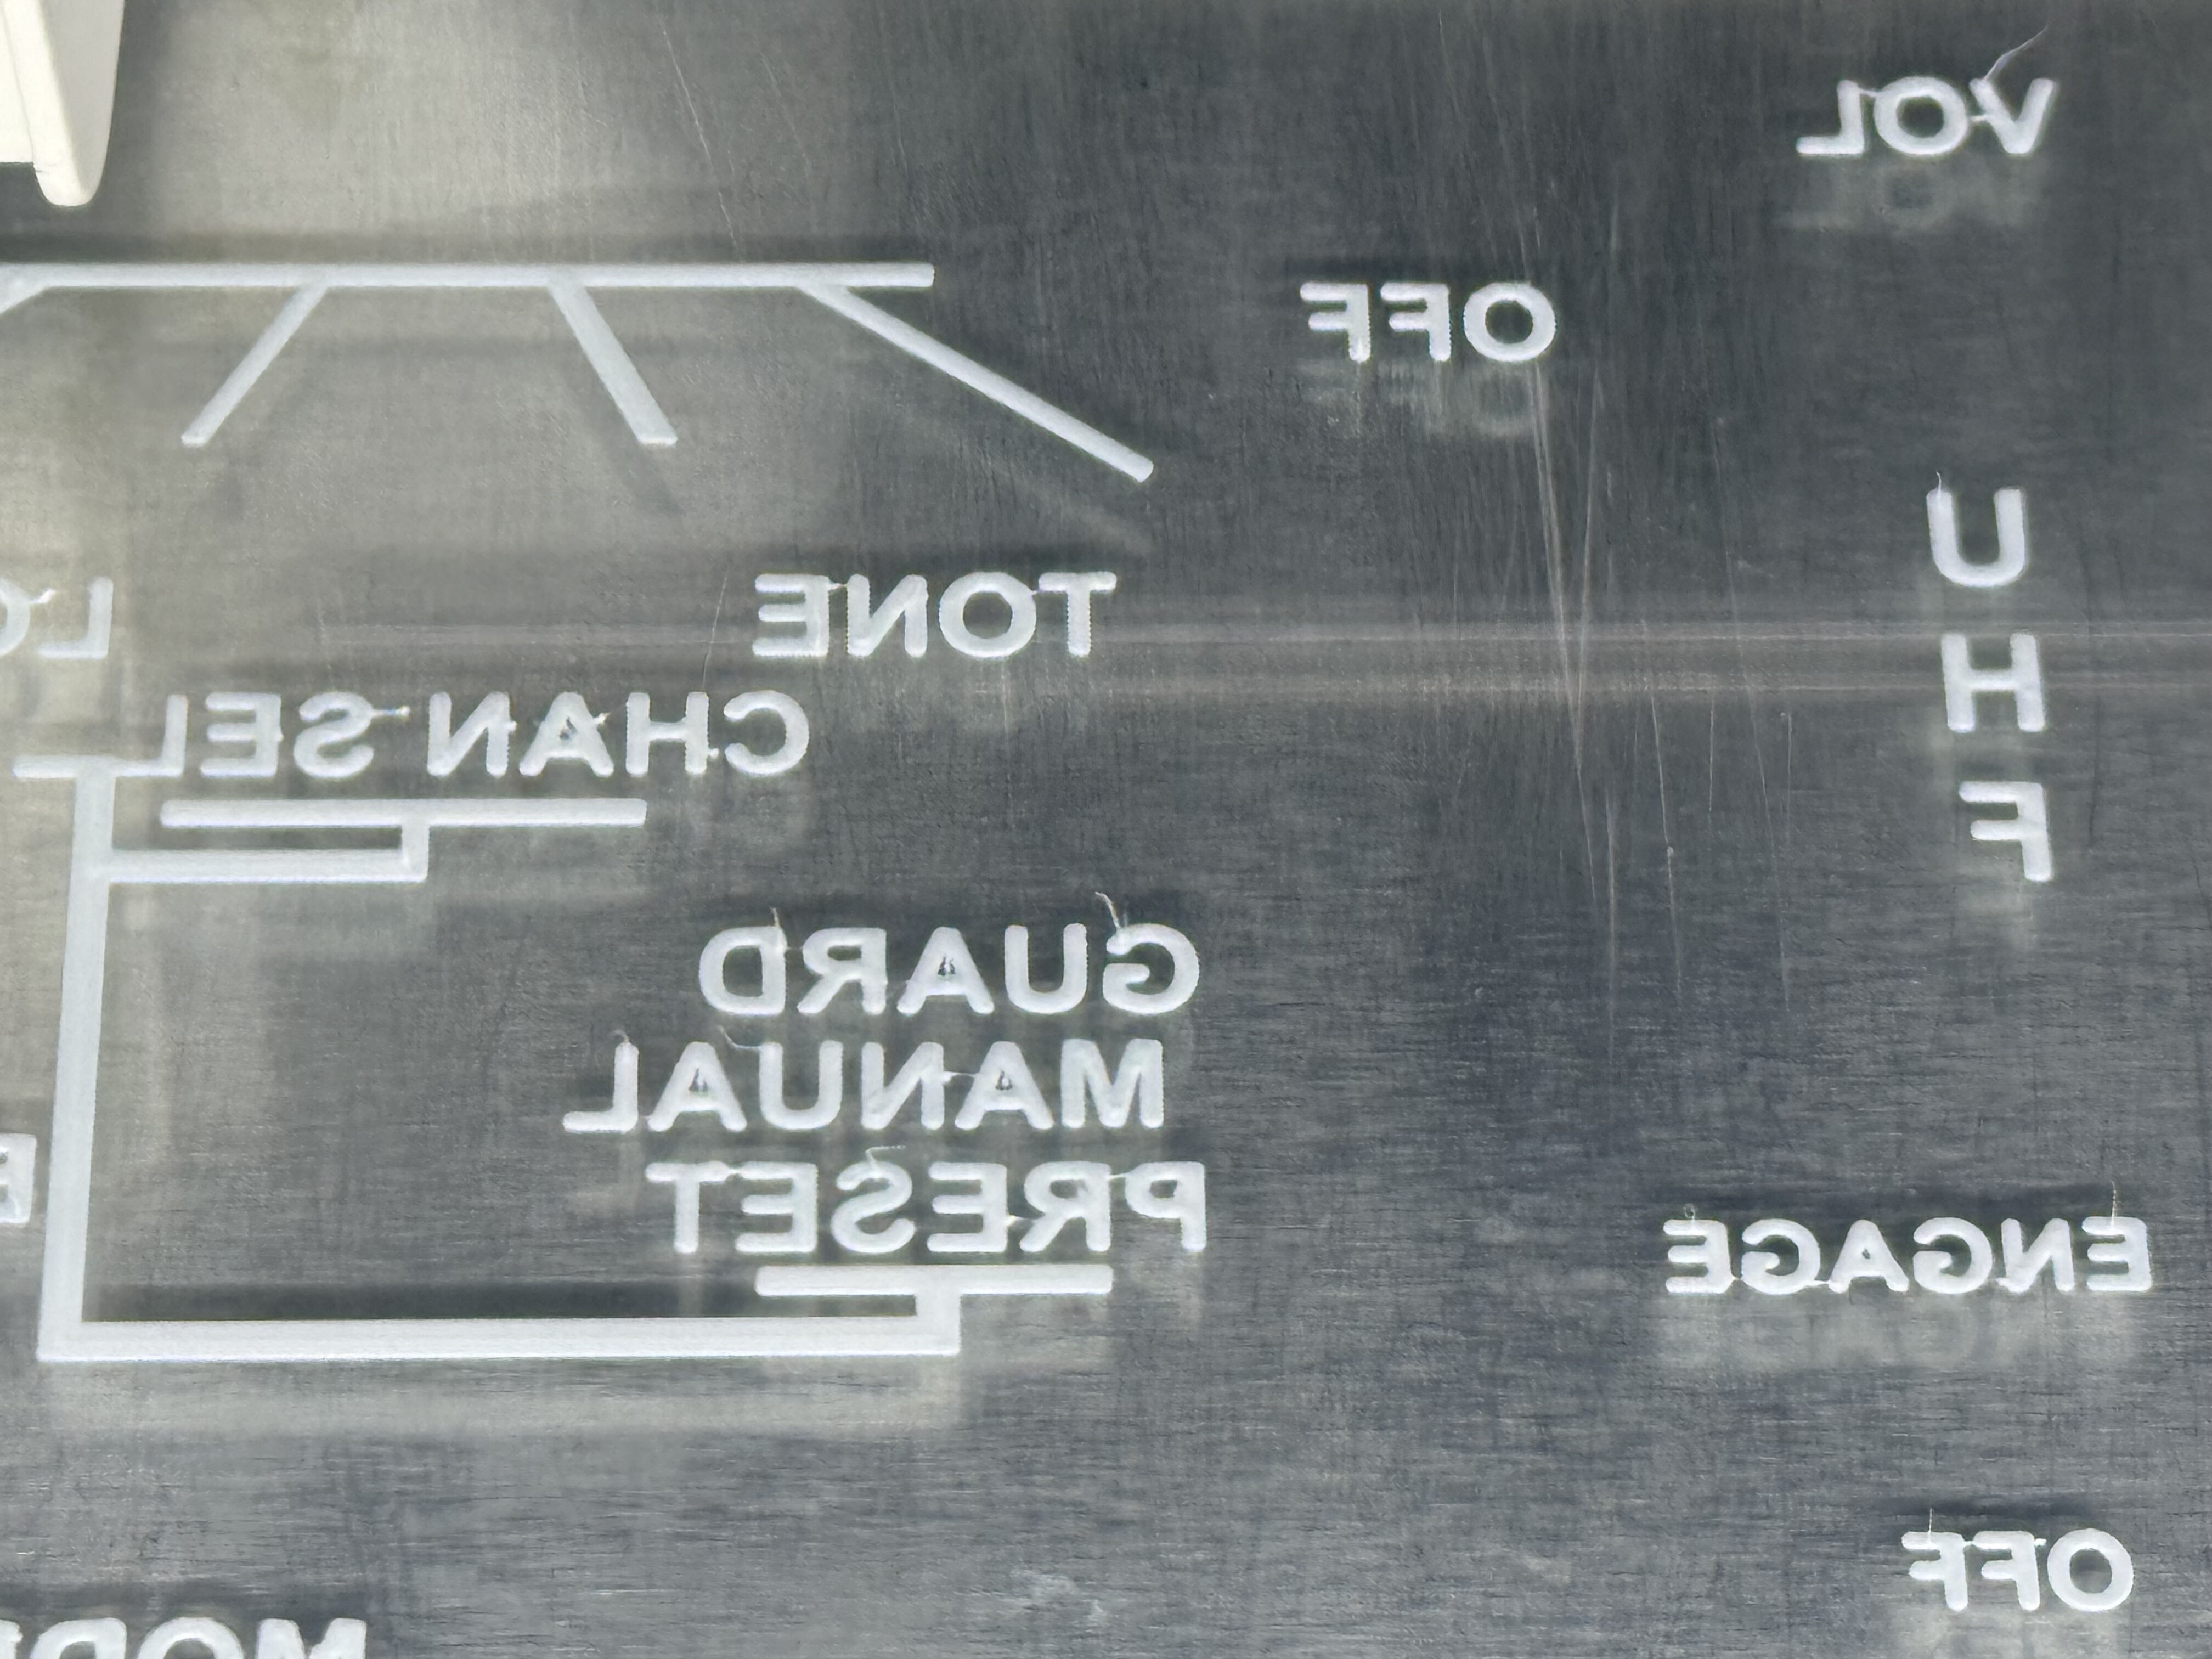 VOL
OFF
TONE
UHF
CHAN SEL
GUARD
MANUAL
PRESET
ENGAGE
OFF